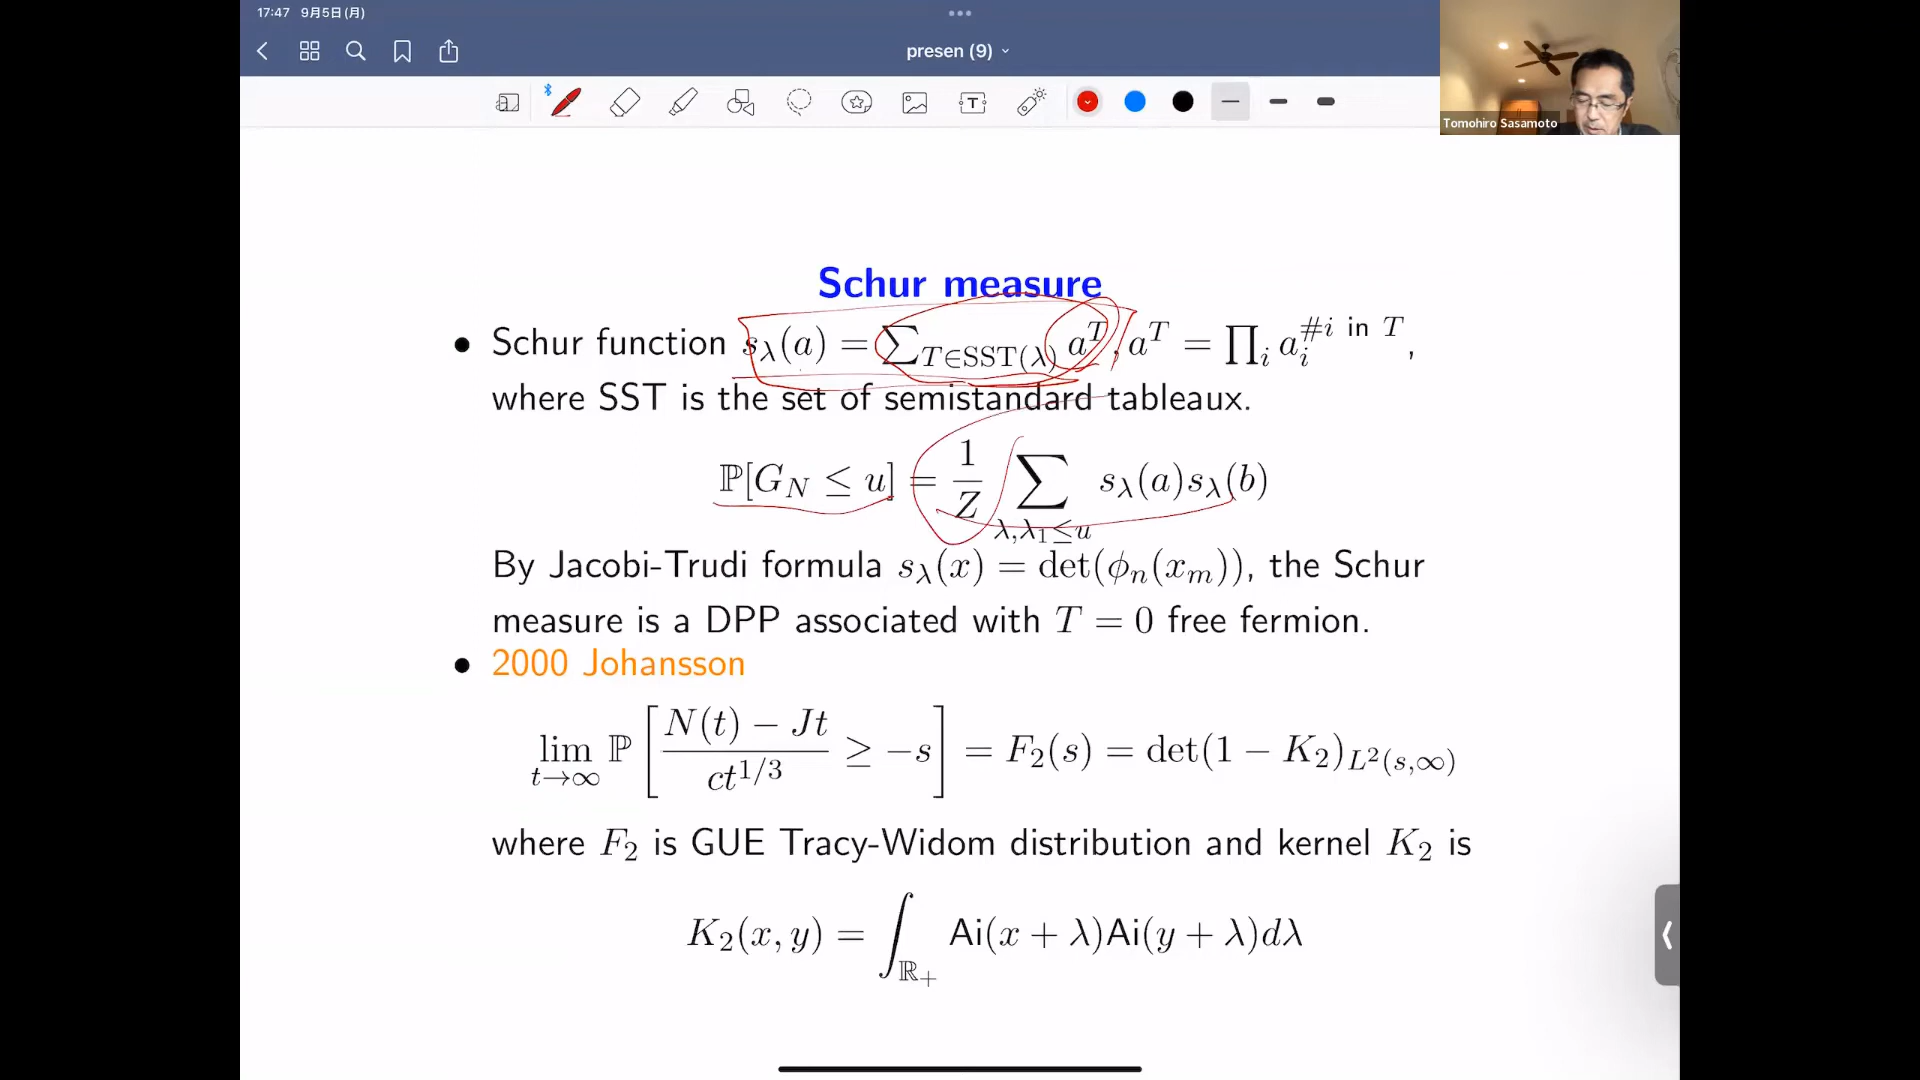 17:47 9月5日(月)
presen (9)
Tomohiro Sasamoto
Schur measure
• Schur function s_λ(a) = ∑_{T∈SST(λ)} a^T, a^T = ∏_i a_i^{#i in T},
where SST is the set of semistandard tableaux.
ℙ[G_N ≤ u] = \frac{1}{Z} ∑_{λ,λ_1≤u} s_λ(a)s_λ(b)
By Jacobi-Trudi formula s_λ(x) = det(ϕ_n(x_m)), the Schur
measure is a DPP associated with T = 0 free fermion.
• 2000 Johansson
lim_{t→∞} ℙ [ \frac{N(t) − Jt}{ct^{1/3}} ≥ −s ] = F_2(s) = det(1 − K_2)_{L^2(s,∞)}
where F_2 is GUE Tracy-Widom distribution and kernel K_2 is
K_2(x, y) = ∫_{ℝ_+} Ai(x + λ)Ai(y + λ)dλ